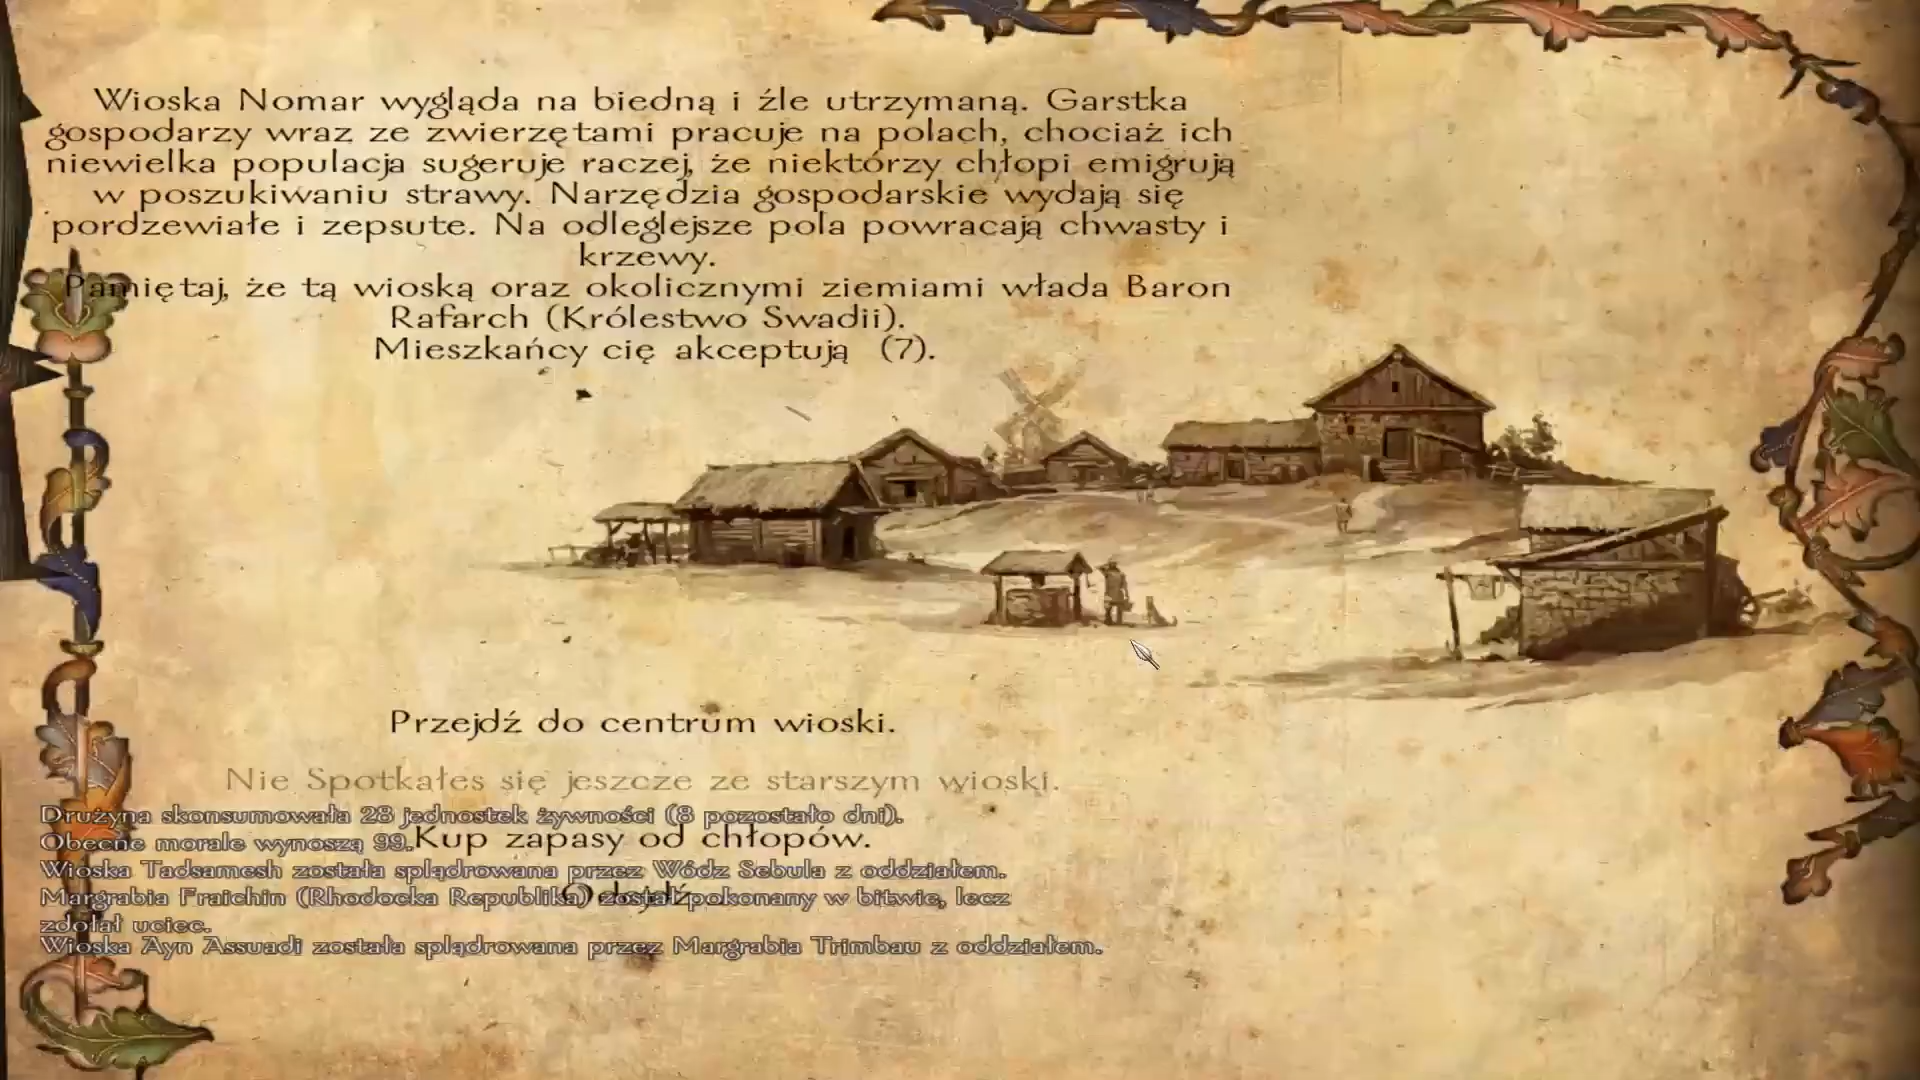 Wioska Nomar wygląda na biedną i źle utrzymaną. Garstka
gospodarzy wraz ze zwierzętami pracuje na polach, chociaż ich
niewielka populacja sugeruje raczej, że niektórzy chłopi emigrują
w poszukiwaniu strawy. Narzędzia gospodarskie wydają się
pordzewiałe i zepsute. Na odleglejsze pola powracają chwasty i
krzewy.
Pamiętaj, że tą wioską oraz okolicznymi ziemiami włada Baron
Rafarch (Królestwo Swadii).
Mieszkańcy cię akceptują (7).
Przejdź do centrum wioski.
Nie Spotkałes się jeszcze ze starszym wioski.
Drużyna skonsumowała 28 jednostek żywności (8 pozostało dni).
Obecne morale wynoszą 99.
Kup zapasy od chłopów.
Wioska Tadsamesh została splądrowana przez Wódz Sebula z oddziałem.
Odejdź.
Margrabia Fraichin (Rhodocka Republika) został pokonany w bitwie, lecz
zdołał uciec.
Wioska Ayn Assuadi została splądrowana przez Margrabia Trimbau z oddziałem.